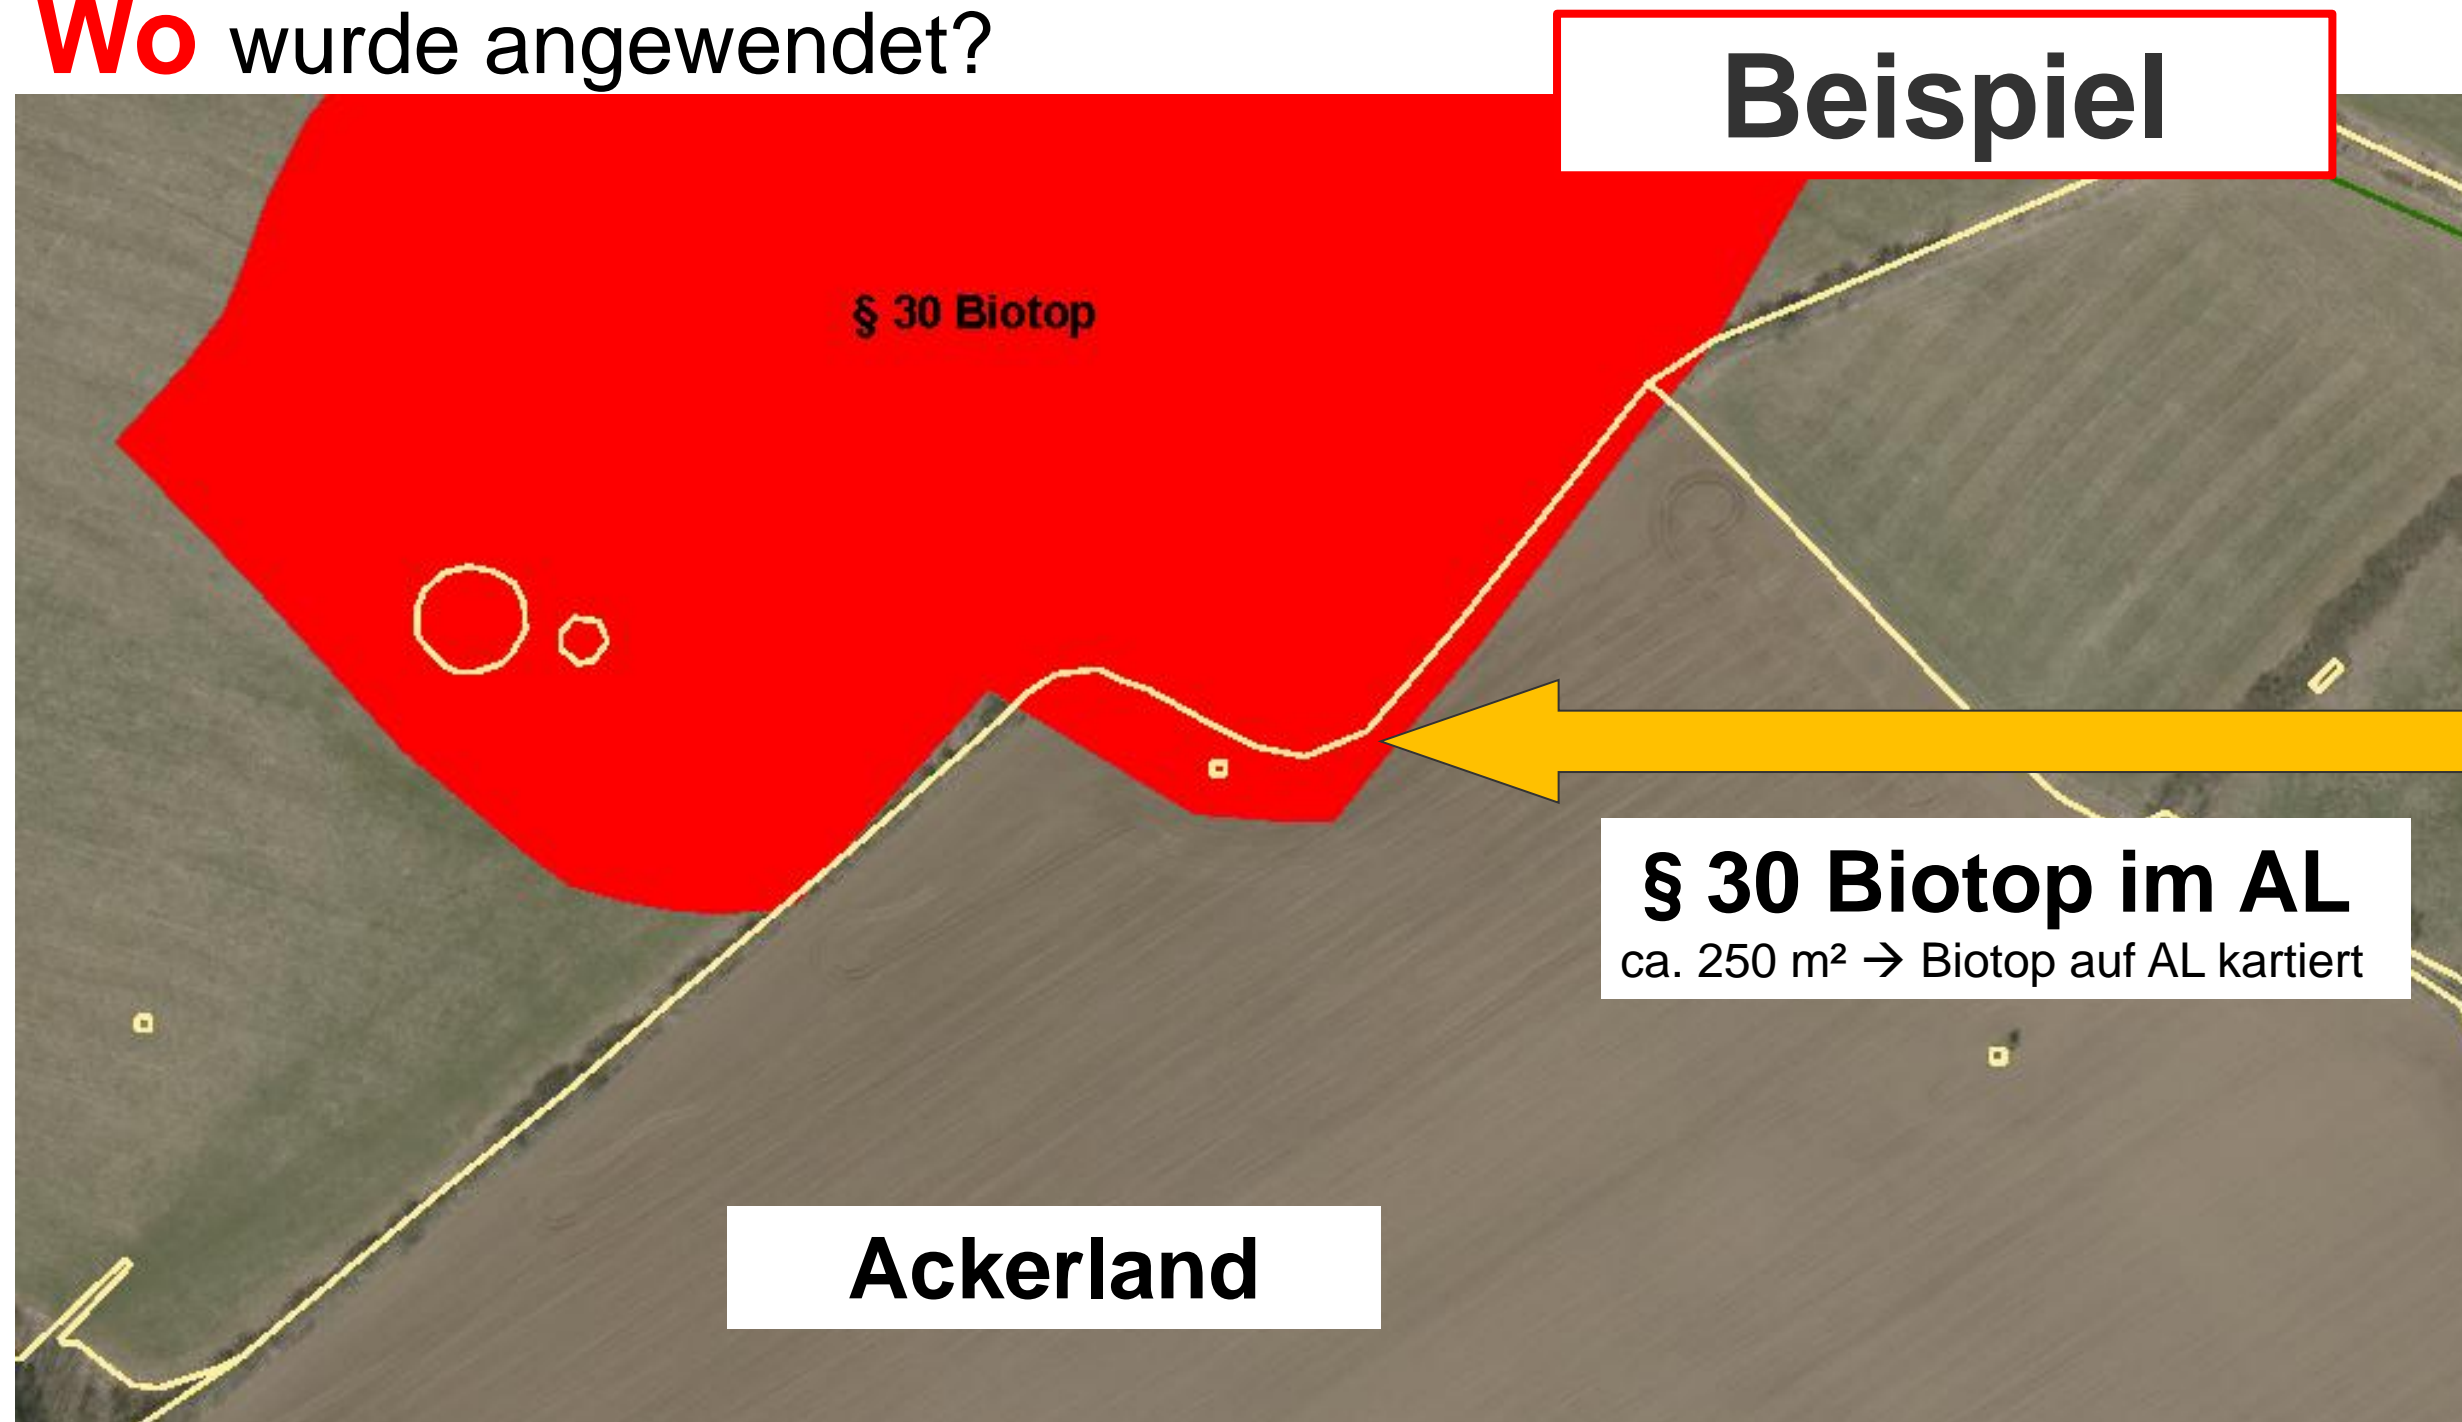 Wo wurde angewendet?
Beispiel
§ 30 Biotop
§ 30 Biotop im AL
ca. 250 m² → Biotop auf AL kartiert
Ackerland